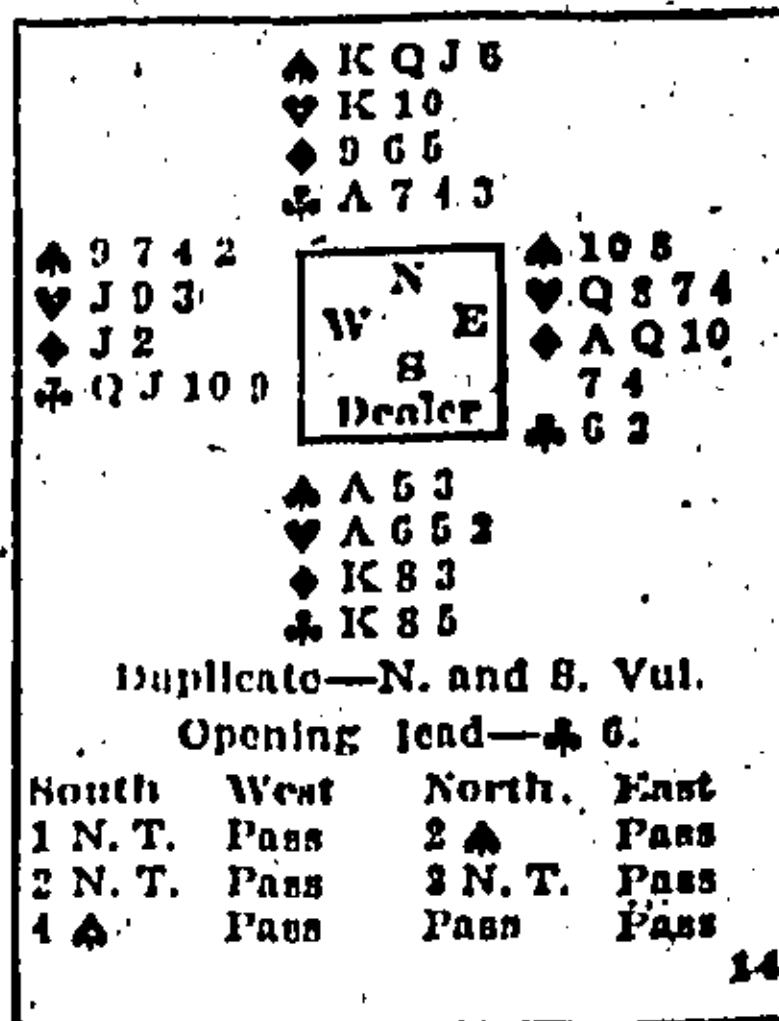 ♠ K Q J 6
♥ K 10
♦ 9 6 5
♣ A 7 4 3
♠ 9 7 4 2
♥ J 9 3
♦ J 2
♣ Q J 10 9
N
W E
S
Dealer
♠ 10 8
♥ Q 8 7 4
♦ A Q 10
7 4
♣ 6 2
♠ A 5 3
♥ A 6 5 2
♦ K 8 3
♣ K 8 5
Duplicate—N. and S. Vul.
Opening lead—♣ 6.
South West North. East
1 N. T. Pass 2 ♠ Pass
2 N. T. Pass 3 N. T. Pass
4 ♠ Pass Pass Pass
14